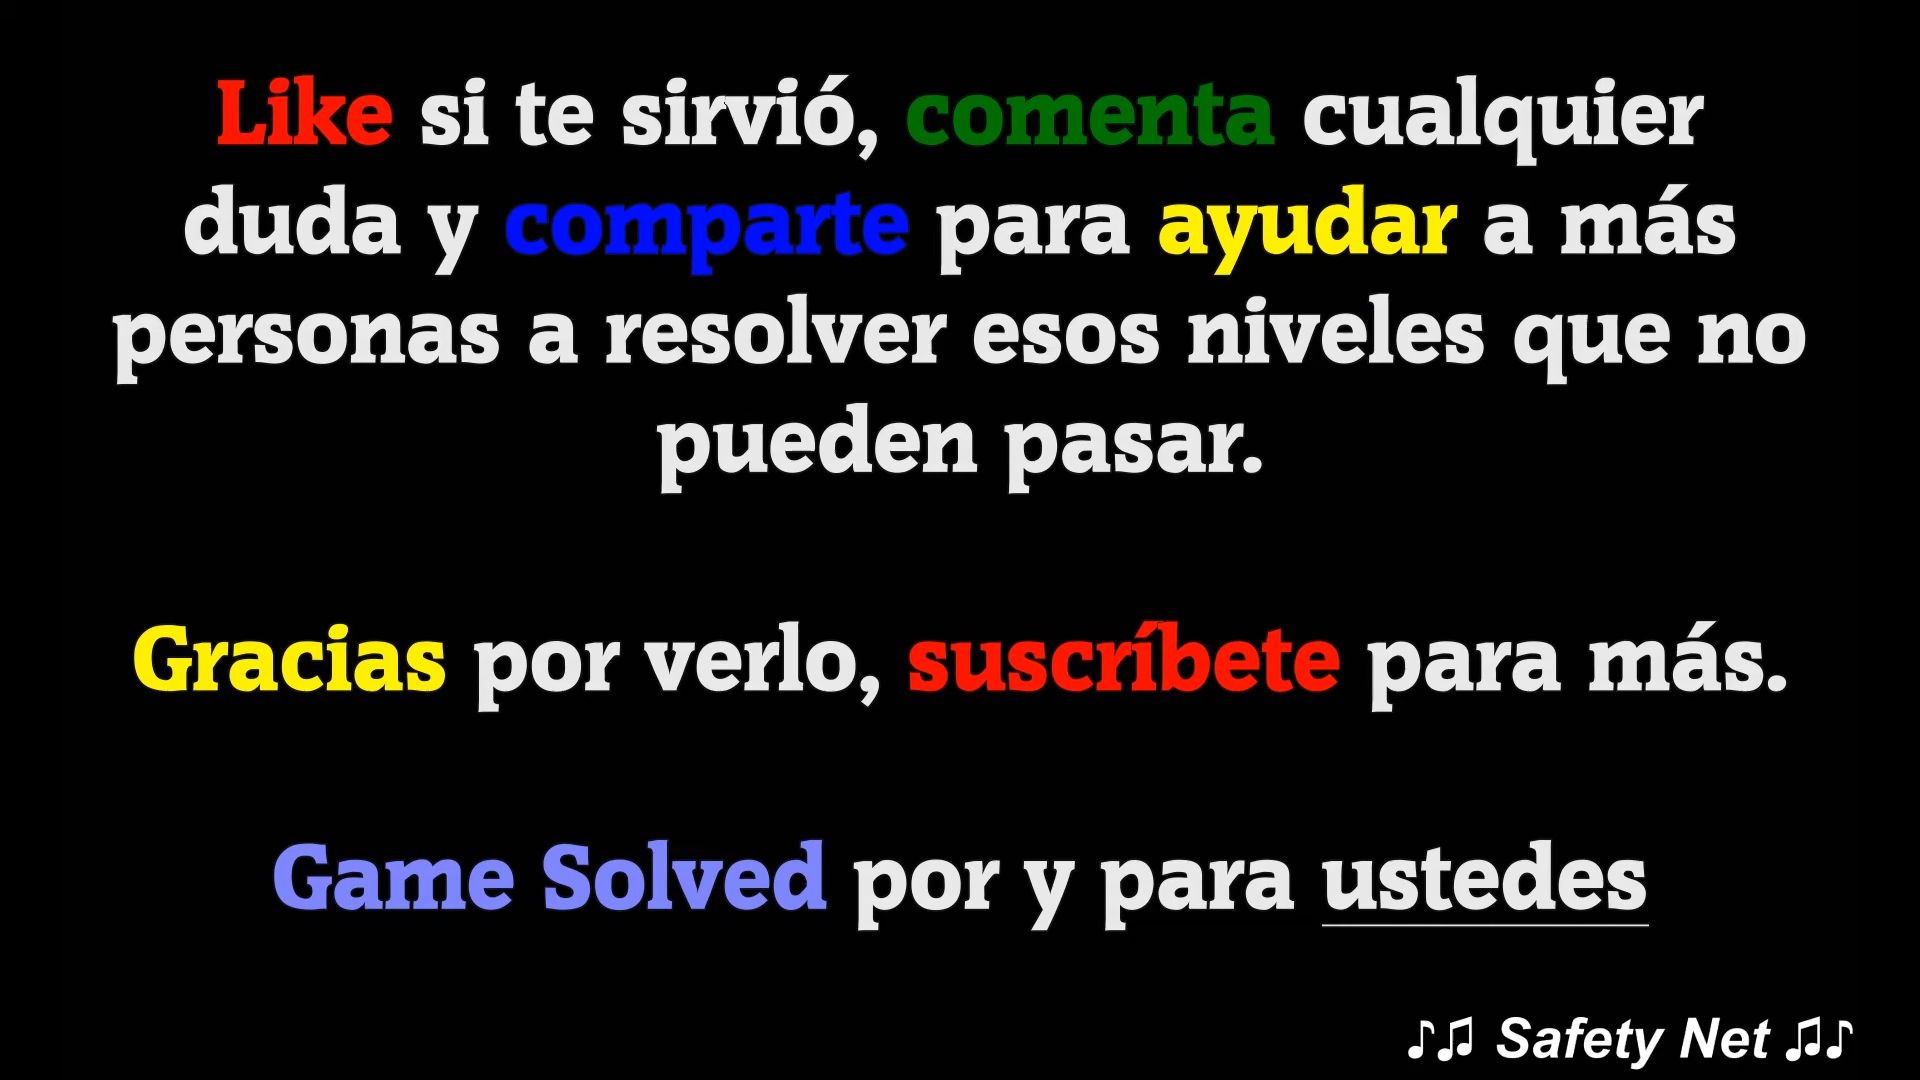 Like si te sirvió, comenta cualquier
duda y comparte para ayudar a más
personas a resolver esos niveles que no
pueden pasar.
Gracias por verlo, suscríbete para más.
Game Solved por y para ustedes
♪♫ Safety Net ♫♪